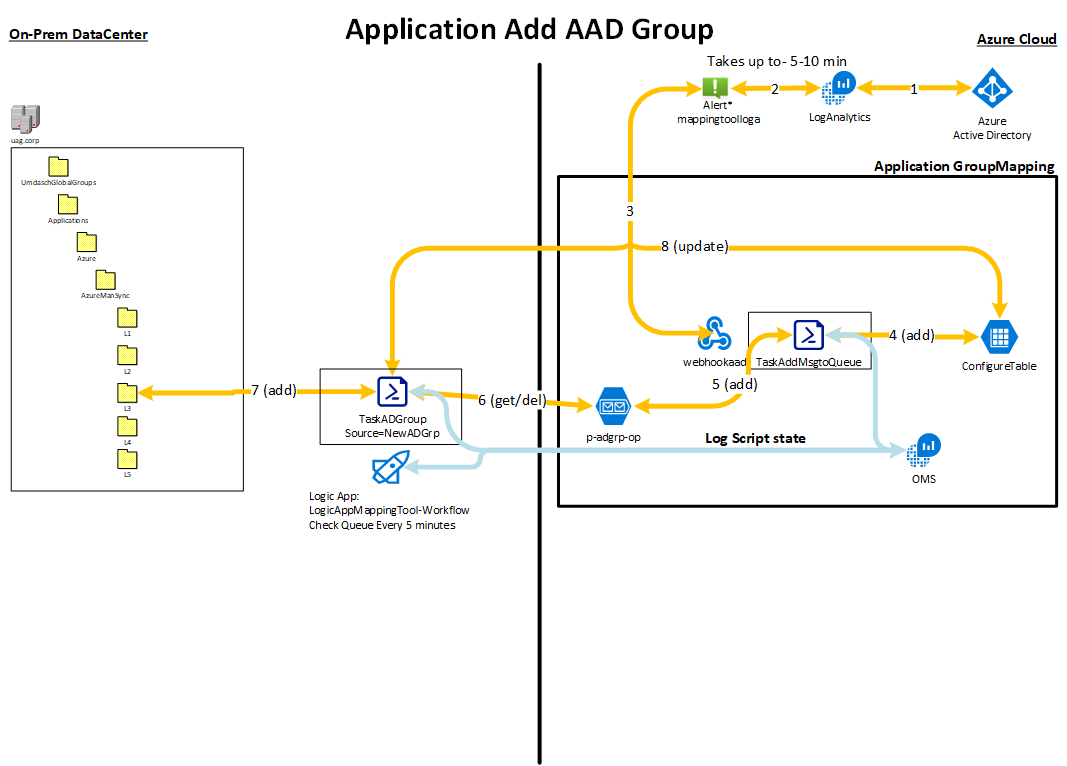 Application Add AAD Group
On-Prem DataCenter
Azure Cloud
Takes up to- 5-10 min
2
1
Alert*
mappingtoolloga
LogAnalytics
Azure
Active Directory
uag.corp
Application GroupMapping
UmdaschGlobalGroups
Applications
Azure
AzureManSync
L1
L2
L3
L4
L5
3
8 (update)
webhookaad
TaskAddMsgtoQueue
4 (add)
ConfigureTable
5 (add)
7 (add)
6 (get/del)
TaskADGroup
Source=NewADGrp
p-adgrp-op
Log Script state
OMS
Logic App:
LogicAppMappingTool-Workflow
Check Queue Every 5 minutes